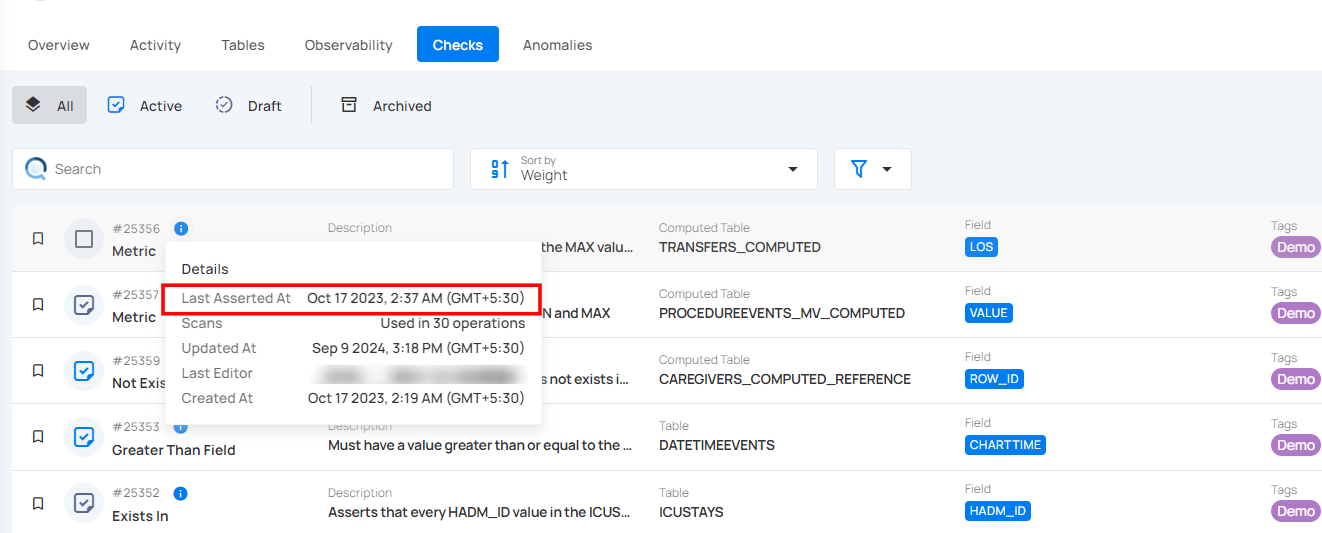 Overview Activity Tables Observability Checks Anomalies
All Active Draft Archived
Search
Sort by
Weight
#25356 Description Computed Table Field Tags
Metric the MAX valu... TRANSFERS_COMPUTED LOS Demo
Details
Last Asserted At Oct 17 2023, 2:37 AM (GMT+5:30)
Scans Used in 30 operations
Updated At Sep 9 2024, 3:18 PM (GMT+5:30)
Last Editor
Created At Oct 17 2023, 2:19 AM (GMT+5:30)
#25357 Computed Table Field Tags
Metric N and MAX PROCEDUREEVENTS_MV_COMPUTED VALUE Demo
#25359 Computed Table Field Tags
Not Exis s not exists i... CAREGIVERS_COMPUTED_REFERENCE ROW_ID Demo
#25353 Description Table Field Tags
Greater Than Field Must have a value greater than or equal to the ... DATETIMEEVENTS CHARTTIME Demo
#25352 Description Table Field Tags
Exists In Asserts that every HADM_ID value in the ICUS... ICUSTAYS HADM_ID Demo